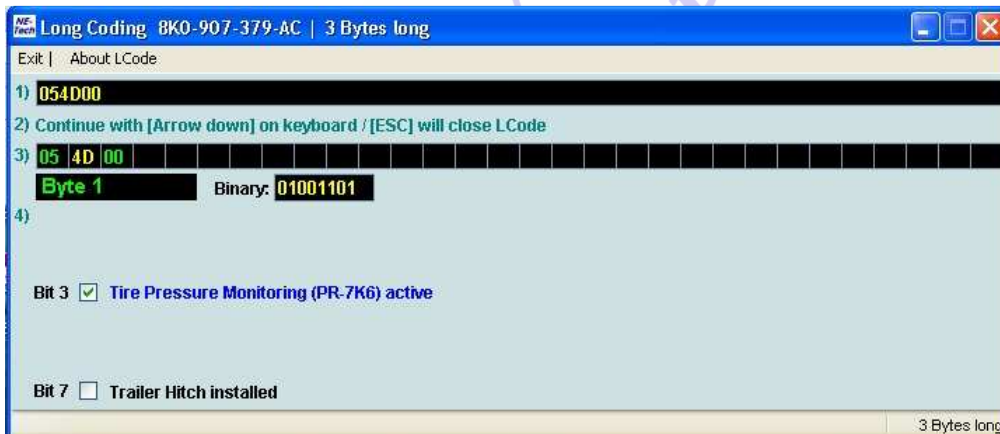 NE-Tech Long Coding 8K0-907-379-AC | 3 Bytes long
Exit | About LCode
1) 054D00
2) Continue with [Arrow down] on keyboard / [ESC] will close LCode
3) 05 4D 00
Byte 1 Binary: 01001101
4)
Bit 3 Tire Pressure Monitoring (PR-7K6) active
Bit 7 Trailer Hitch installed
3 Bytes long